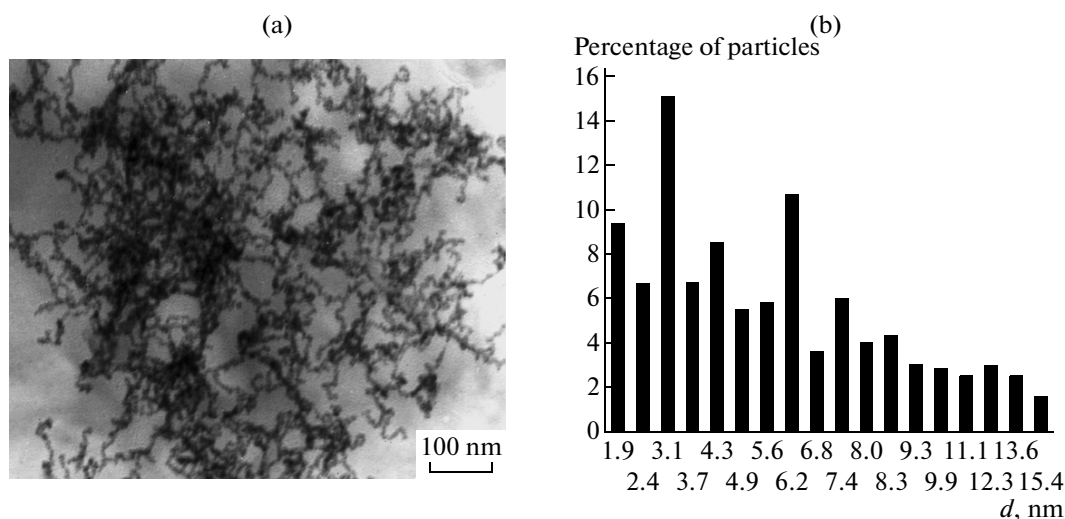 (a)
100 nm
(b)
Percentage of particles
16
14
12
10
8
6
4
2
0
1.9 3.1 4.3 5.6 6.8 8.0 9.3 11.1 13.6
2.4 3.7 4.9 6.2 7.4 8.3 9.9 12.3 15.4
d, nm